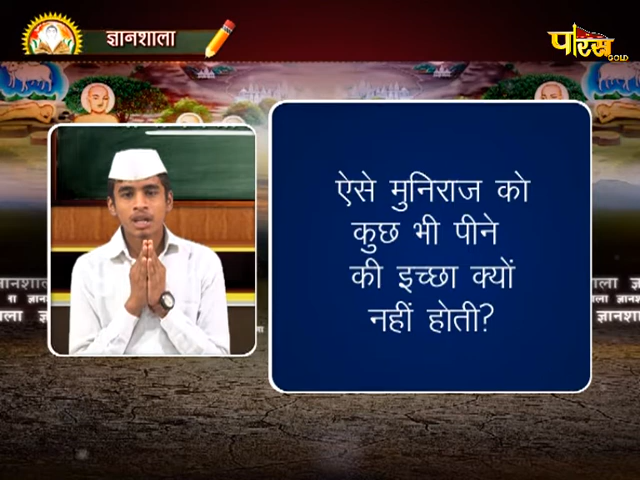 ज्ञानशाला
पारस
GOLD
ऐसे मुनिराज को
कुछ भी पीने
की इच्छा क्यों
नहीं होती?